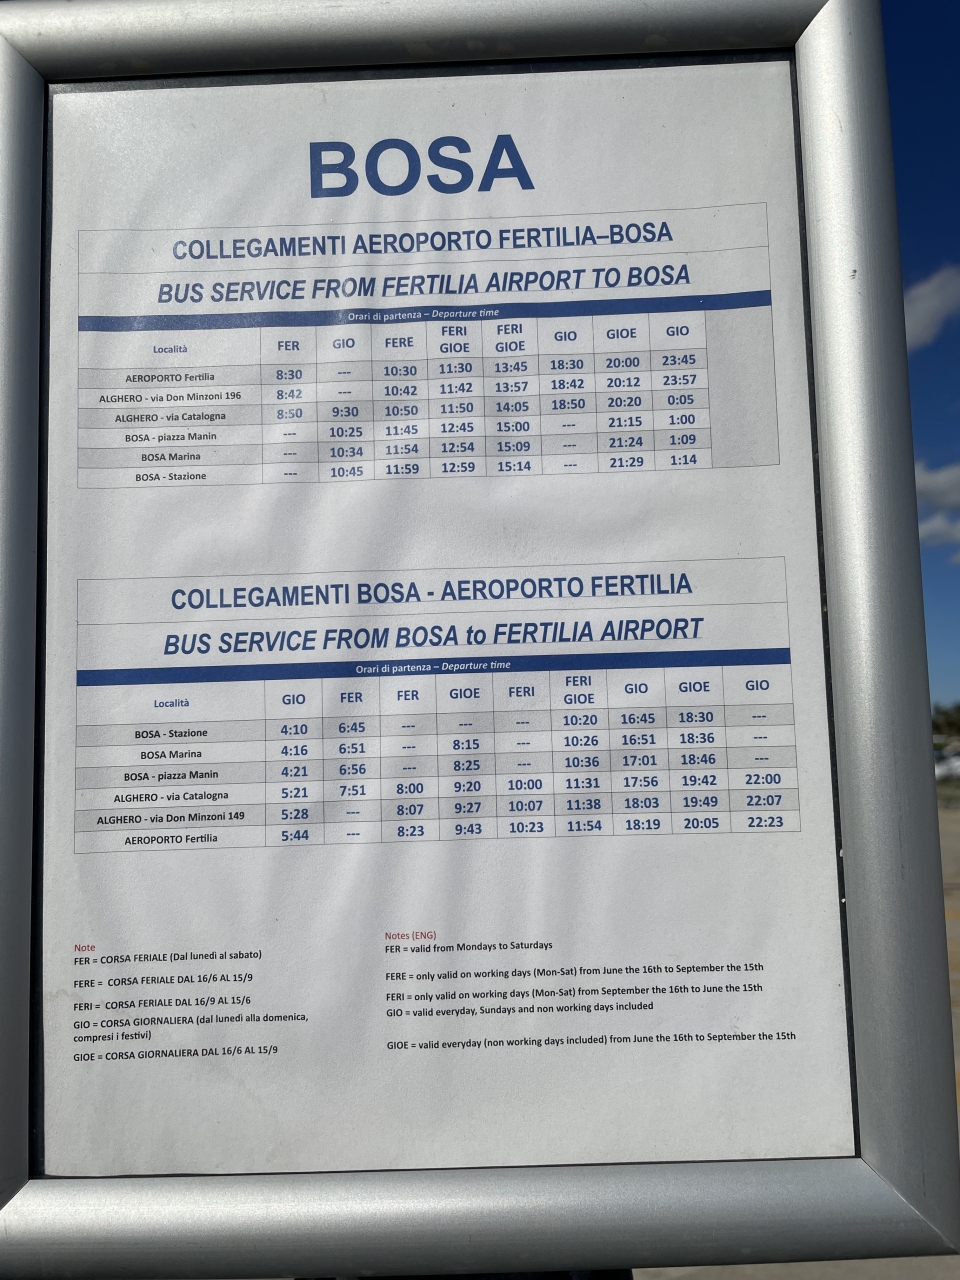 BOSA
COLLEGAMENTI AEROPORTO FERTILIA–BOSA
BUS SERVICE FROM FERTILIA AIRPORT TO BOSA
Orari di partenza – Departure time
Località FER GIO FERE FERI GIOE FERI GIOE GIO GIOE GIO
AEROPORTO Fertilia 8:30 --- 10:30 11:30 13:45 18:30 20:00 23:45
ALGHERO - via Don Minzoni 196 8:42 --- 10:42 11:42 13:57 18:42 20:12 23:57
ALGHERO - via Catalogna 8:50 9:30 10:50 11:50 14:05 18:50 20:20 0:05
BOSA - piazza Manin --- 10:25 11:45 12:45 15:00 --- 21:15 1:00
BOSA Marina --- 10:34 11:54 12:54 15:09 --- 21:24 1:09
BOSA - Stazione --- 10:45 11:59 12:59 15:14 --- 21:29 1:14
COLLEGAMENTI BOSA - AEROPORTO FERTILIA
BUS SERVICE FROM BOSA to FERTILIA AIRPORT
Orari di partenza – Departure time
Località GIO FER FER GIOE FERI FERI GIOE GIO GIOE GIO
BOSA - Stazione 4:10 6:45 --- --- --- 10:20 16:45 18:30 ---
BOSA Marina 4:16 6:51 --- 8:15 --- 10:26 16:51 18:36 ---
BOSA - piazza Manin 4:21 6:56 --- 8:25 --- 10:36 17:01 18:46 ---
ALGHERO - via Catalogna 5:21 7:51 8:00 9:20 10:00 11:31 17:56 19:42 22:00
ALGHERO - via Don Minzoni 149 5:28 --- 8:07 9:27 10:07 11:38 18:03 19:49 22:07
AEROPORTO Fertilia 5:44 --- 8:23 9:43 10:23 11:54 18:19 20:05 22:23
Note
FER = CORSA FERIALE (Dal lunedì al sabato)
FERE = CORSA FERIALE DAL 16/6 AL 15/9
FERI = CORSA FERIALE DAL 16/9 AL 15/6
GIO = CORSA GIORNALIERA (dal lunedì alla domenica,
compresi i festivi)
GIOE = CORSA GIORNALIERA DAL 16/6 AL 15/9
Notes (ENG)
FER = valid from Mondays to Saturdays
FERE = only valid on working days (Mon-Sat) from June the 16th to September the 15th
FERI = only valid on working days (Mon-Sat) from September the 16th to June the 15th
GIO = valid everyday, Sundays and non working days included
GIOE = valid everyday (non working days included) from June the 16th to September the 15th